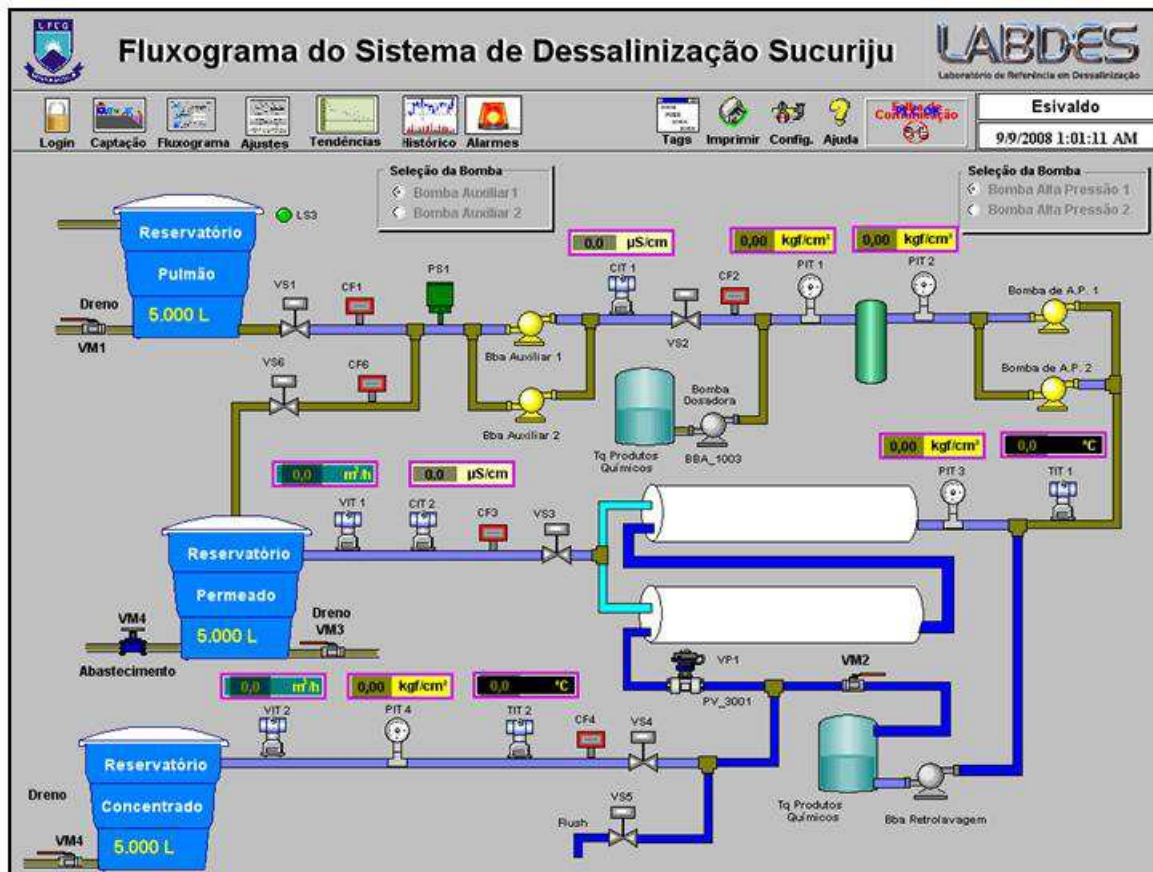 UFCG
Fluxograma do Sistema de Dessalinização Sucuriju
LABDES
Laboratório de Referência em Dessalinização
Login
Captação
Fluxograma
Ajustes
Tendências
Histórico
Alarmes
Tags
Imprimir
Config.
Ajuda
Comunicação
Esivaldo
9/9/2008 1:01:11 AM
Seleção da Bomba
Bomba Auxiliar 1
Bomba Auxiliar 2
Seleção da Bomba
Bomba Alta Pressão 1
Bomba Alta Pressão 2
LS3
Reservatório
Pulmão
5.000 L
Dreno
VM1
VS1
CF1
PS1
0,0 µS/cm
CIT 1
VS2
CF2
0,00 kgf/cm²
PIT 1
0,00 kgf/cm²
PIT 2
Bomba de A.P. 1
Bomba de A.P. 2
Bba Auxiliar 1
Bba Auxiliar 2
VS6
CF6
Bomba
Dosadora
Tq Produtos
Químicos
BBA_1003
0,0 m³/h
VIT 1
0,0 µS/cm
CIT 2
CF3
VS3
0,00 kgf/cm²
PIT 3
0,0 °C
TIT 1
Reservatório
Permeado
5.000 L
VM4
Abastecimento
Dreno
VM3
VP1
PV_3001
VM2
0,0 m³/h
VIT 2
0,00 kgf/cm²
PIT 4
0,0 °C
TIT 2
CF4
VS4
Reservatório
Concentrado
5.000 L
Dreno
VM4
Flush
VS5
Tq Produtos
Químicos
Bba Retrolavagem